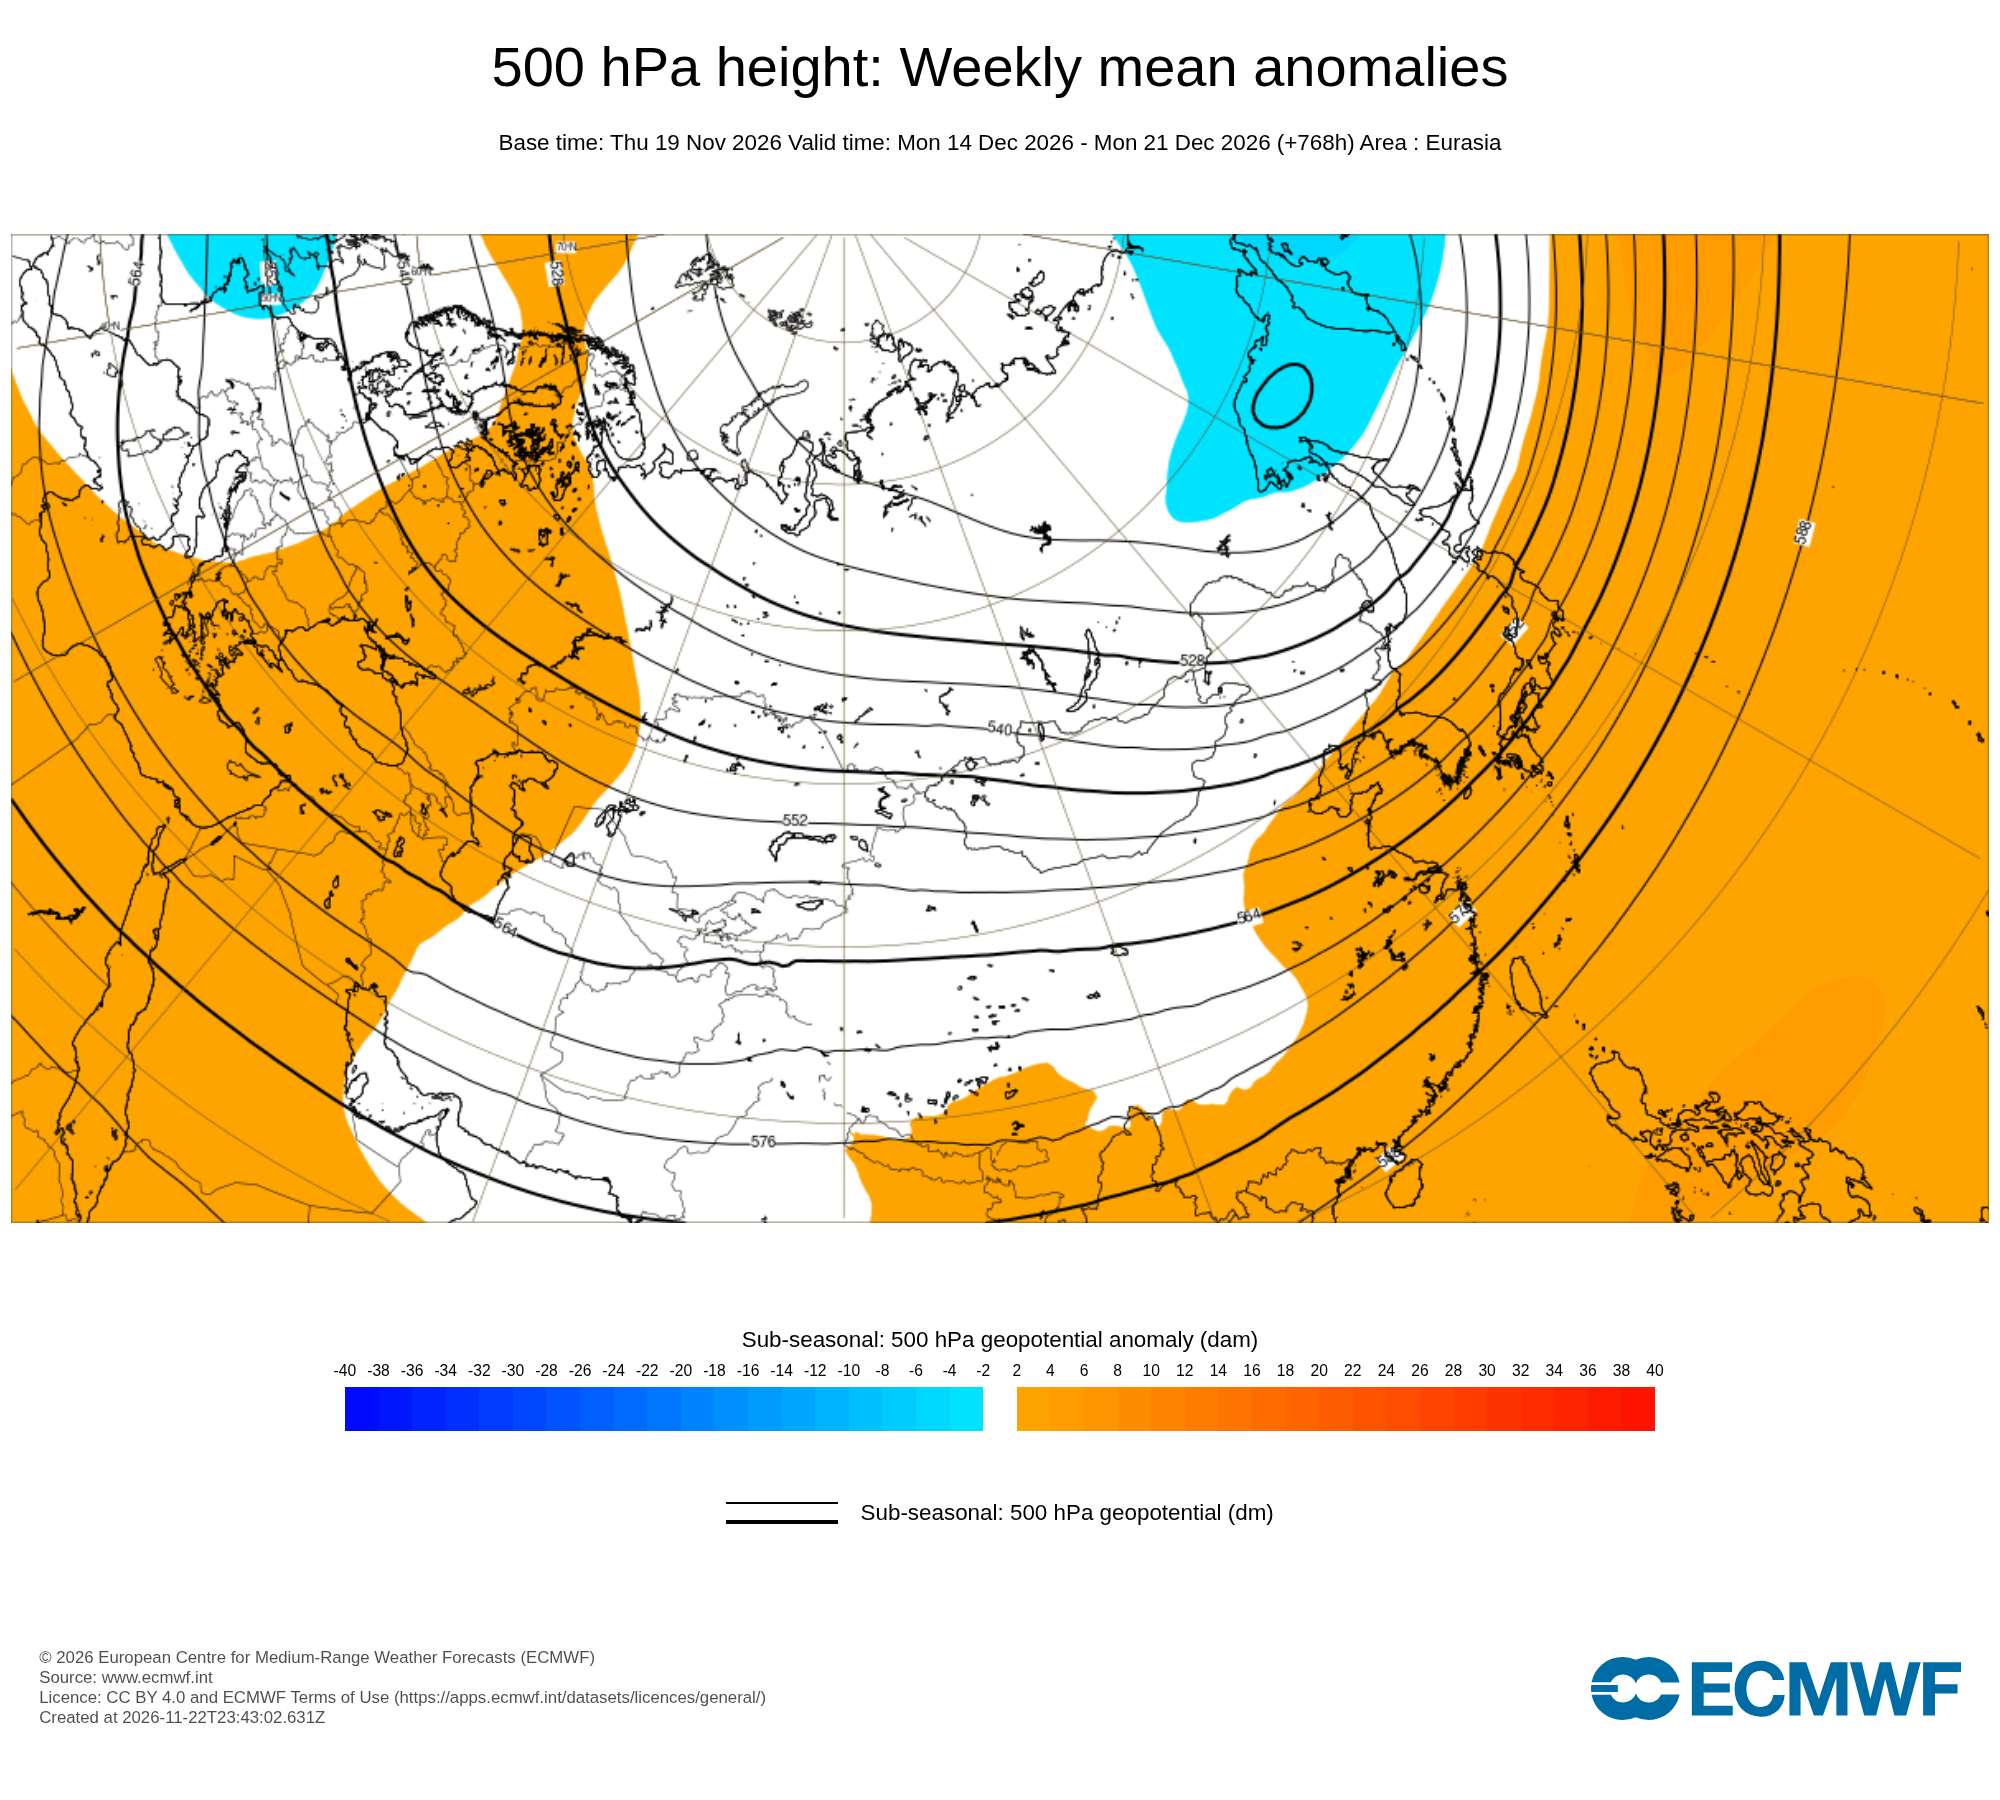 500 hPa height: Weekly mean anomalies
Base time: Thu 19 Nov 2026 Valid time: Mon 14 Dec 2026 - Mon 21 Dec 2026 (+768h) Area : Eurasia
70°N
564
528
540
60°N
50°N
588
528
540
552
564
564
576
Sub-seasonal: 500 hPa geopotential anomaly (dam)
-40 -38 -36 -34 -32 -30 -28 -26 -24 -22 -20 -18 -16 -14 -12 -10 -8 -6 -4 -2 2 4 6 8 10 12 14 16 18 20 22 24 26 28 30 32 34 36 38 40
Sub-seasonal: 500 hPa geopotential (dm)
© 2026 European Centre for Medium-Range Weather Forecasts (ECMWF)
Source: www.ecmwf.int
Licence: CC BY 4.0 and ECMWF Terms of Use (https://apps.ecmwf.int/datasets/licences/general/)
Created at 2026-11-22T23:43:02.631Z
ECMWF